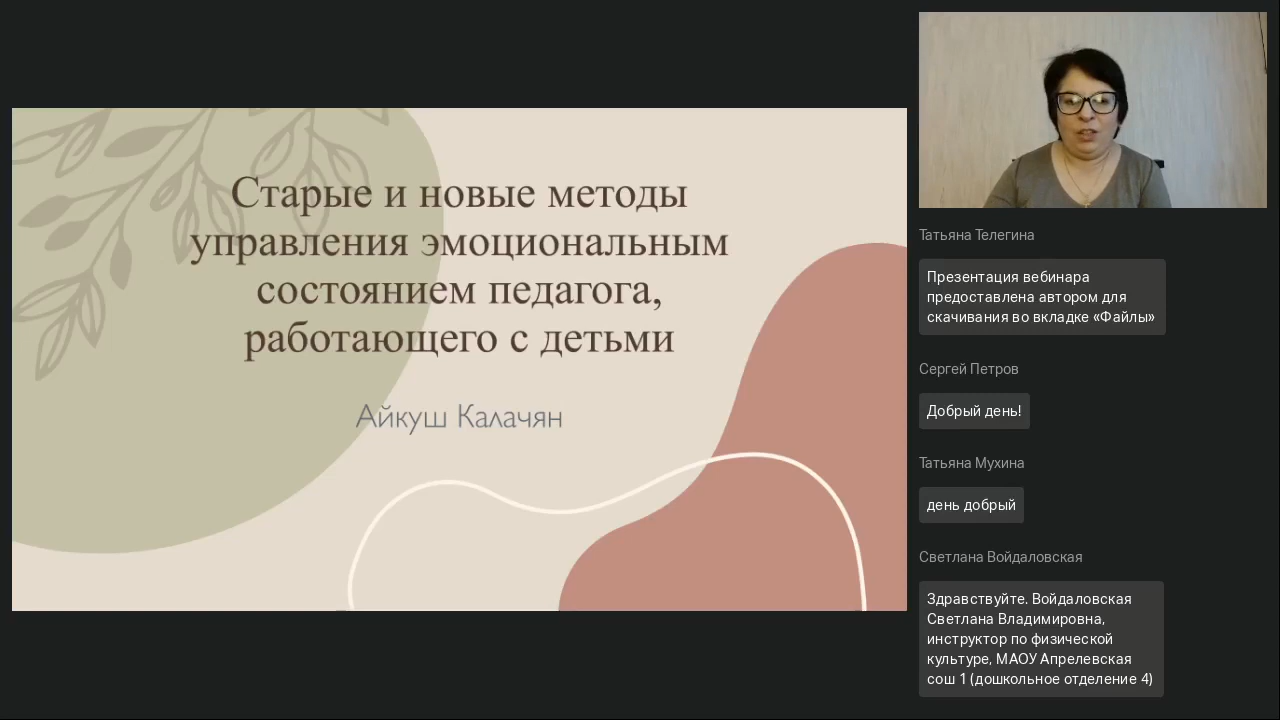 Старые и новые методы
управления эмоциональным
состоянием педагога,
работающего с детьми
Айкуш Калачян
Татьяна Телегина
Презентация вебинара
предоставлена автором для
скачивания во вкладке «Файлы»
Сергей Петров
Добрый день!
Татьяна Мухина
день добрый
Светлана Войдаловская
Здравствуйте. Войдаловская
Светлана Владимировна,
инструктор по физической
культуре, МАОУ Апрелевская
сош 1 (дошкольное отделение 4)